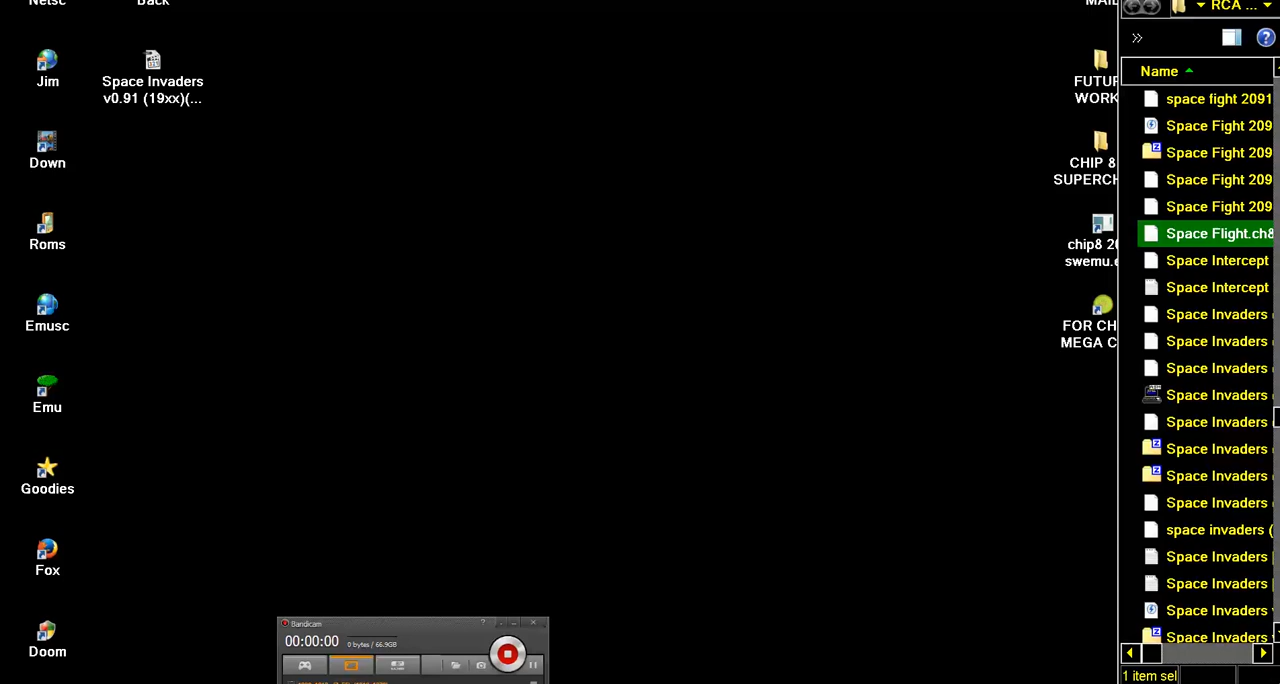 Netsc
Back
Jim
Space Invaders
v0.91 (19xx)(...
Down
Roms
Emusc
Emu
Goodies
Fox
Doom
MAIL
FUTUR
WORK
CHIP 8
SUPERCH
chip8 20
swemu.e
FOR CH
MEGA C
Bandicam
00:00:00
0 bytes / 66.9GB
RCA ...
Name
space fight 2091
Space Fight 209
Space Fight 209
Space Fight 209
Space Fight 209
Space Flight.ch8
Space Intercept
Space Intercept
Space Invaders (
Space Invaders (
Space Invaders (
Space Invaders (
Space Invaders (
Space Invaders (
Space Invaders (
Space Invaders (
space invaders (
Space Invaders [
Space Invaders [
Space Invaders v
Space Invaders
1 item sel